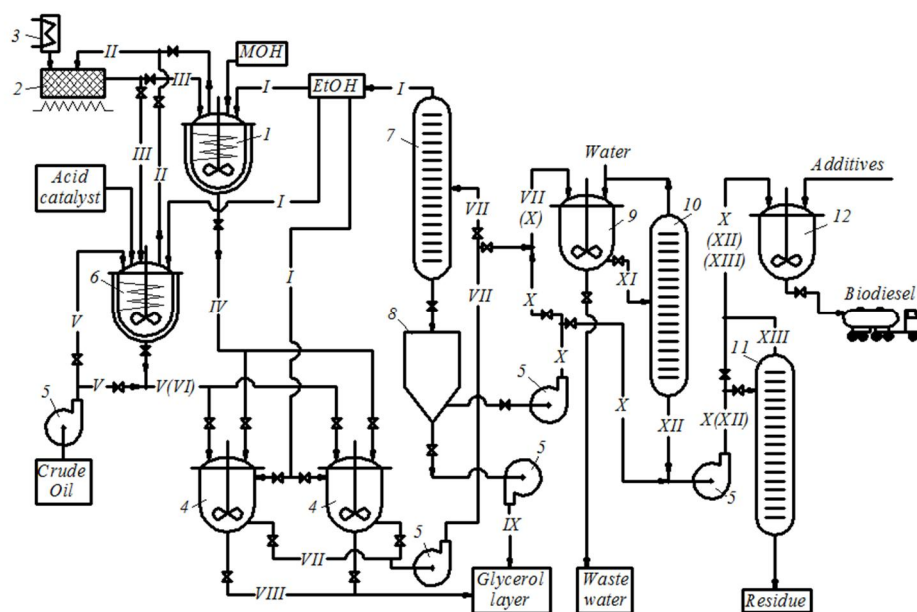 3
II
MOH
2
III
I
EtOH
I
1
7
III
II
Acid
catalyst
I
6
V
IV
I
VII
VII
VII
(X)
Water
9
10
XI
X
(XII)
(XIII)
Additives
12
Biodiesel
8
X
X
5
V
V(VI)
5
X
XII
XIII
11
X(XII)
5
Crude
Oil
4
4
5
VII
5
IX
VIII
Glycerol
layer
Waste
water
Residue